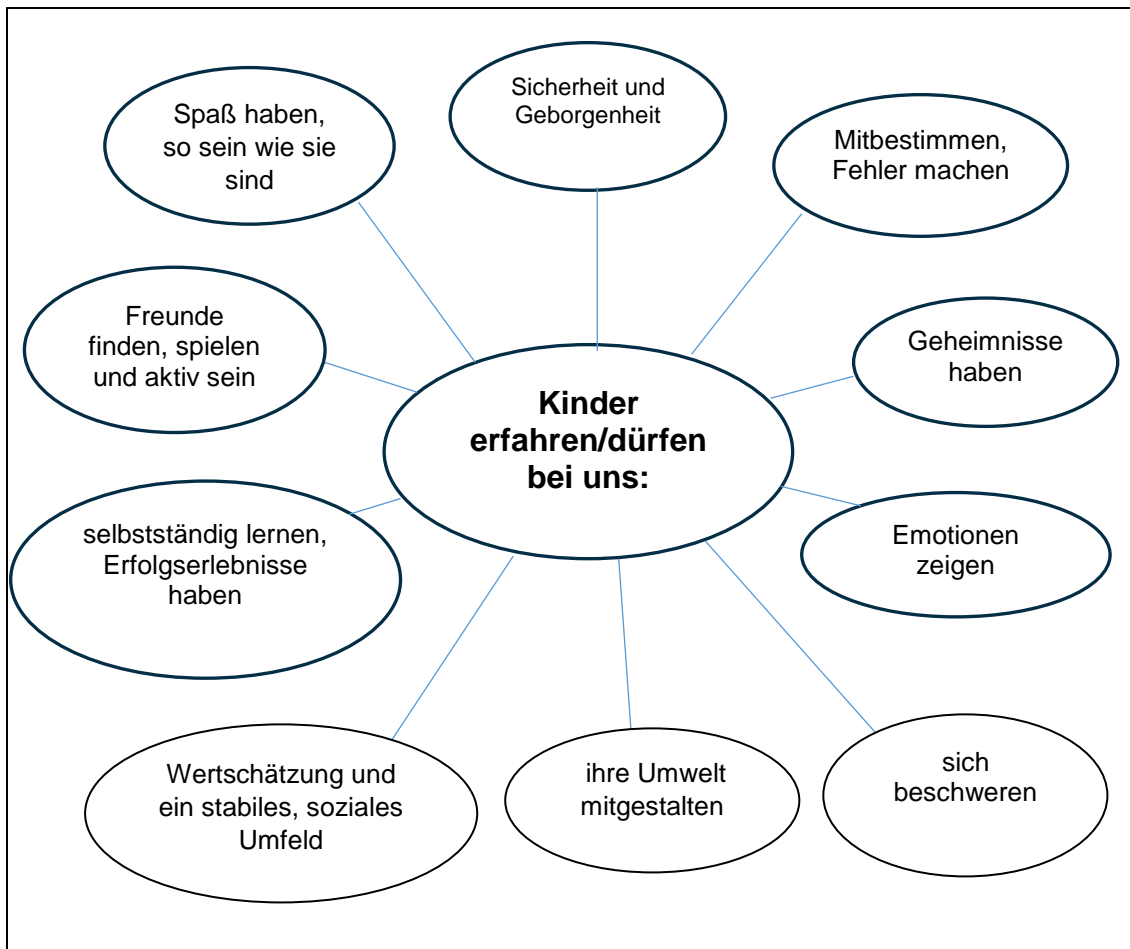 Spaß haben,
so sein wie sie
sind
Sicherheit und
Geborgenheit
Mitbestimmen,
Fehler machen
Freunde
finden, spielen
und aktiv sein
Geheimnisse
haben
Kinder
erfahren/dürfen
bei uns:
selbstständig lernen,
Erfolgserlebnisse
haben
Emotionen
zeigen
Wertschätzung und
ein stabiles, soziales
Umfeld
ihre Umwelt
mitgestalten
sich
beschweren